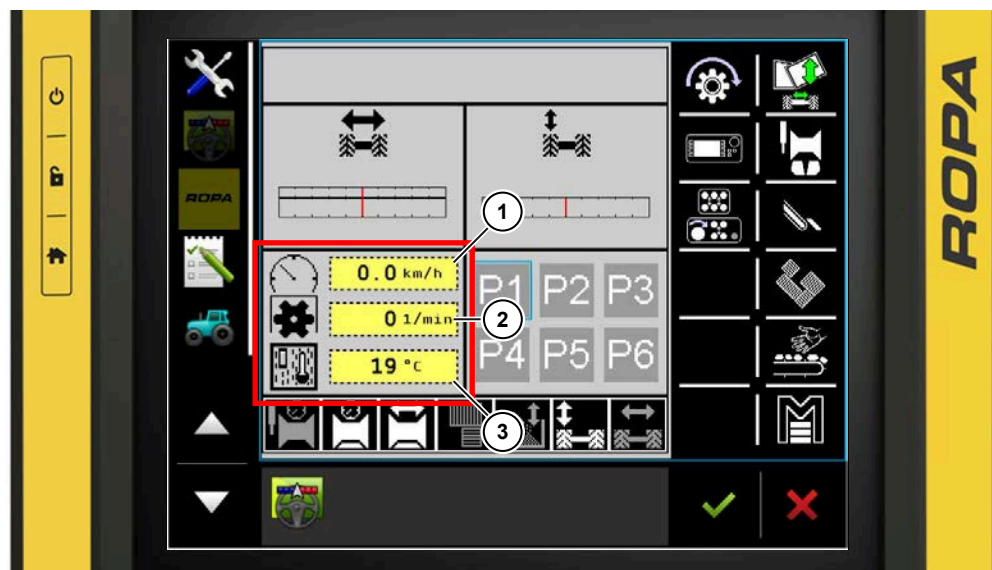 ROPA
ROPA
1
0.0 km/h
P1 P2 P3
0 1/min
2
19 °C
P4 P5 P6
3